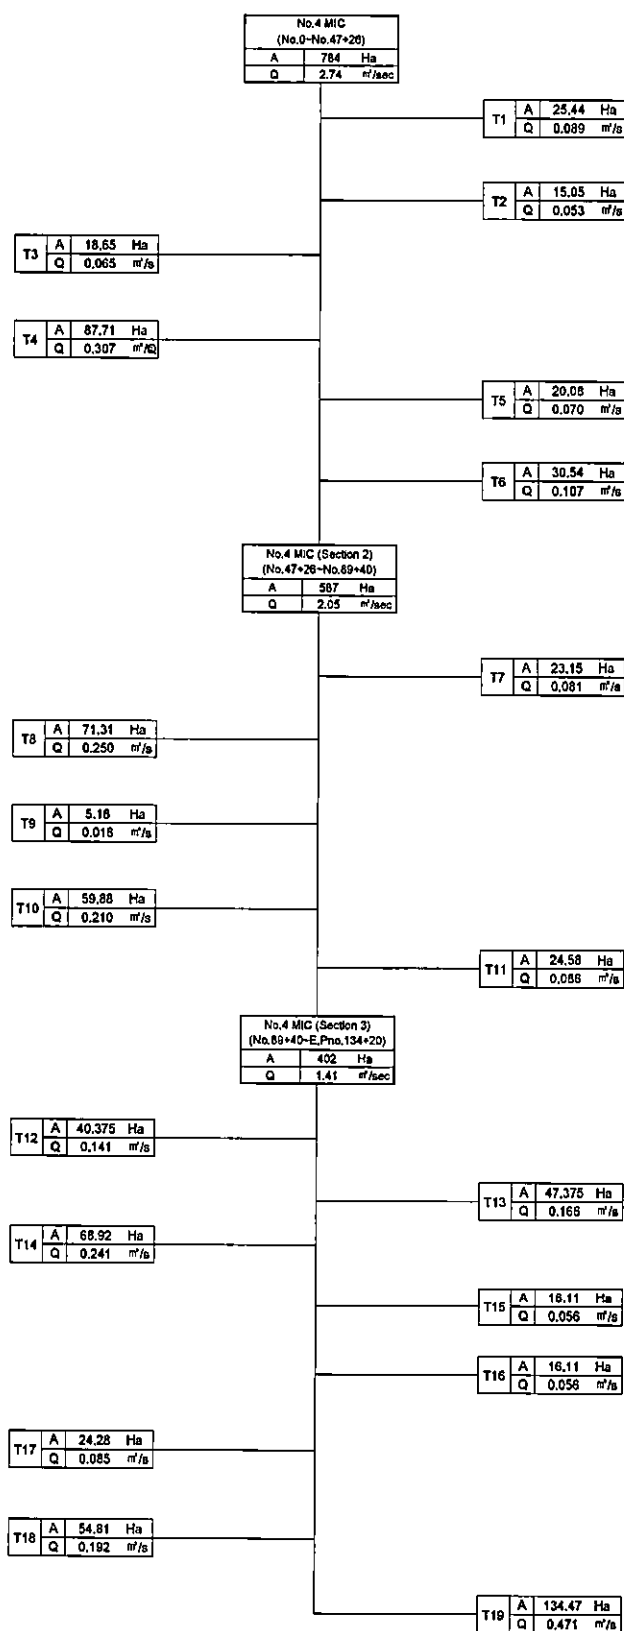 No.4 MIC
(No.0~No.47+26)
A 784 Ha
Q 2.74 m³/sec
T1 A 25.44 Ha
Q 0.089 m³/s
T2 A 15.05 Ha
Q 0.053 m³/s
T3 A 18.65 Ha
Q 0.065 m³/s
T4 A 87.71 Ha
Q 0.307 m³/
T5 A 20.08 Ha
Q 0.070 m³/s
T6 A 30.54 Ha
Q 0.107 m³/s
No.4 MIC (Section 2)
(No.47+26~No.89+40)
A 587 Ha
Q 2.05 m³/sec
T7 A 23.15 Ha
Q 0.081 m³/s
T8 A 71.31 Ha
Q 0.250 m³/s
T9 A 5.16 Ha
Q 0.018 m³/s
T10 A 59.88 Ha
Q 0.210 m³/s
T11 A 24.58 Ha
Q 0.086 m³/s
No.4 MIC (Section 3)
(No.89+40~E.Pno.134+20)
A 402 Ha
Q 1.41 m³/sec
T12 A 40.375 Ha
Q 0.141 m³/s
T13 A 47.375 Ha
Q 0.166 m³/s
T14 A 68.92 Ha
Q 0.241 m³/s
T15 A 16.11 Ha
Q 0.056 m³/s
T16 A 16.11 Ha
Q 0.056 m³/s
T17 A 24.28 Ha
Q 0.085 m³/s
T18 A 54.81 Ha
Q 0.192 m³/s
T19 A 134.47 Ha
Q 0.471 m³/s